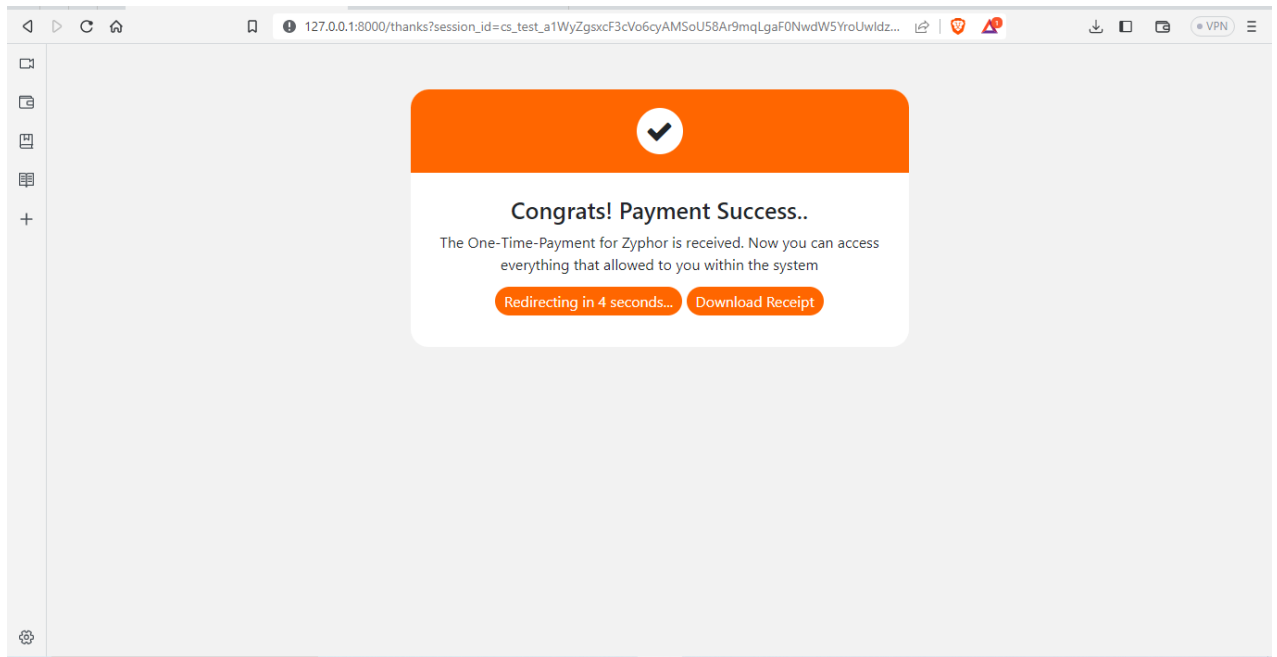 127.0.0.1:8000/thanks?session_id=cs_test_a1WyZgsxcF3cVo6cyAMSoU58Ar9mqLgaF0NwdW5YroUwldz...
1
VPN
Congrats! Payment Success..
The One-Time-Payment for Zyphor is received. Now you can access
everything that allowed to you within the system
Redirecting in 4 seconds... Download Receipt